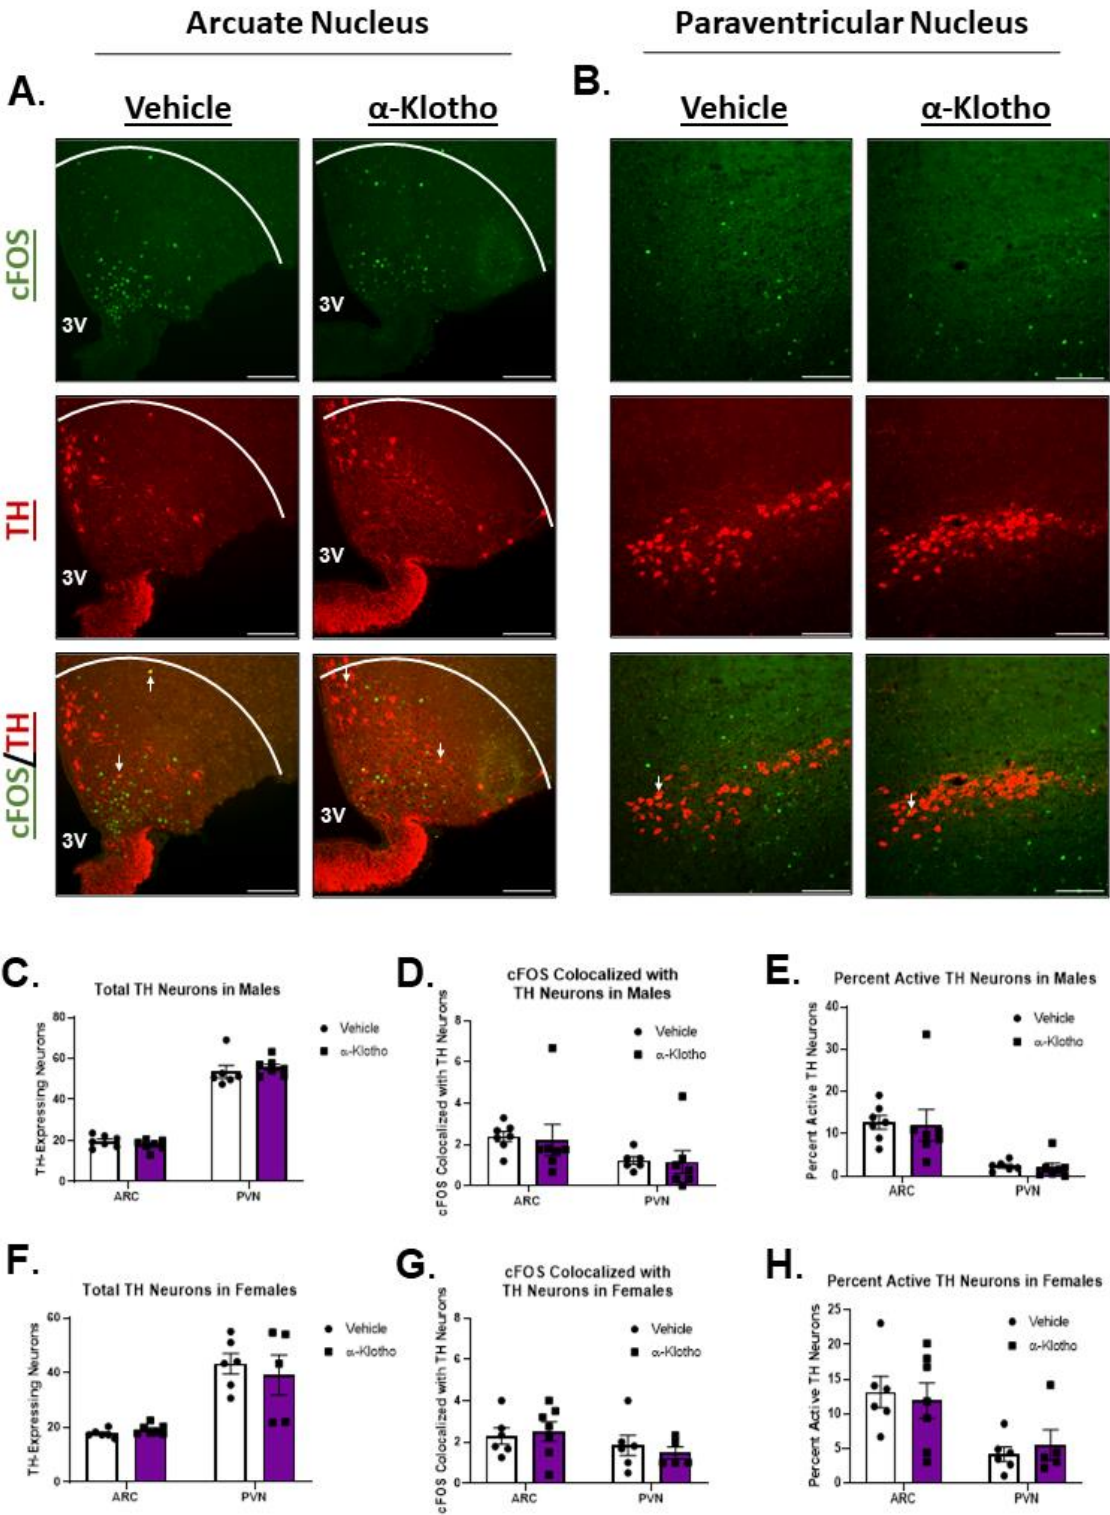 Arcuate Nucleus
Paraventricular Nucleus
A.
Vehicle
α-Klotho
B.
Vehicle
α-Klotho
cFOS
3V
3V
TH
3V
3V
cFOS/TH
3V
3V
C.
Total TH Neurons in Males
TH-Expressing Neurons
80
60
40
20
0
ARC
PVN
Vehicle
α-Klotho
D.
cFOS Colocalized with
TH Neurons in Males
cFOS Colocalized with TH Neurons
8
6
4
2
0
ARC
PVN
Vehicle
α-Klotho
E.
Percent Active TH Neurons in Males
Percent Active TH Neurons
40
30
20
10
0
ARC
PVN
Vehicle
α-Klotho
F.
Total TH Neurons in Females
TH-Expressing Neurons
60
40
20
0
ARC
PVN
Vehicle
α-Klotho
G.
cFOS Colocalized with
TH Neurons in Females
cFOS Colocalized with TH Neurons
8
6
4
2
0
ARC
PVN
Vehicle
α-Klotho
H.
Percent Active TH Neurons in Females
Percent Active TH Neurons
25
20
15
10
5
0
ARC
PVN
Vehicle
α-Klotho